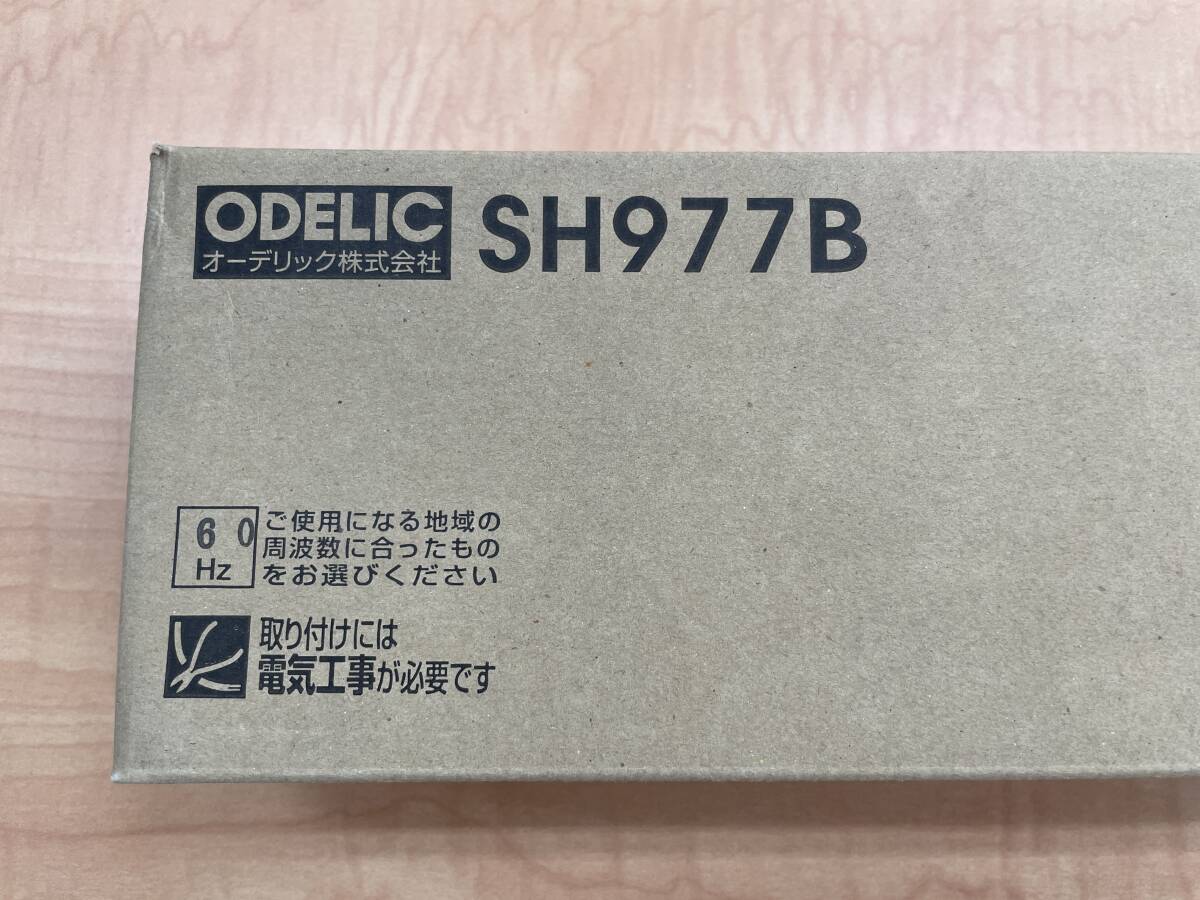 ODELIC
オーデリック株式会社
SH977B
60
Hz
ご使用になる地域の
周波数に合ったもの
をお選びください
取り付けには
電気工事が必要です